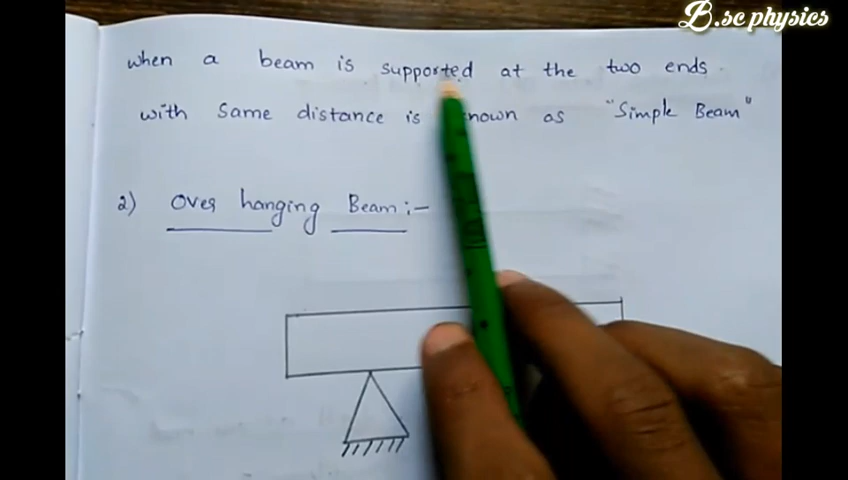 B.sc physics
when a beam is supported at the two ends
with Same distance is known as "Simple Beam"
2) Over hanging Beam :-